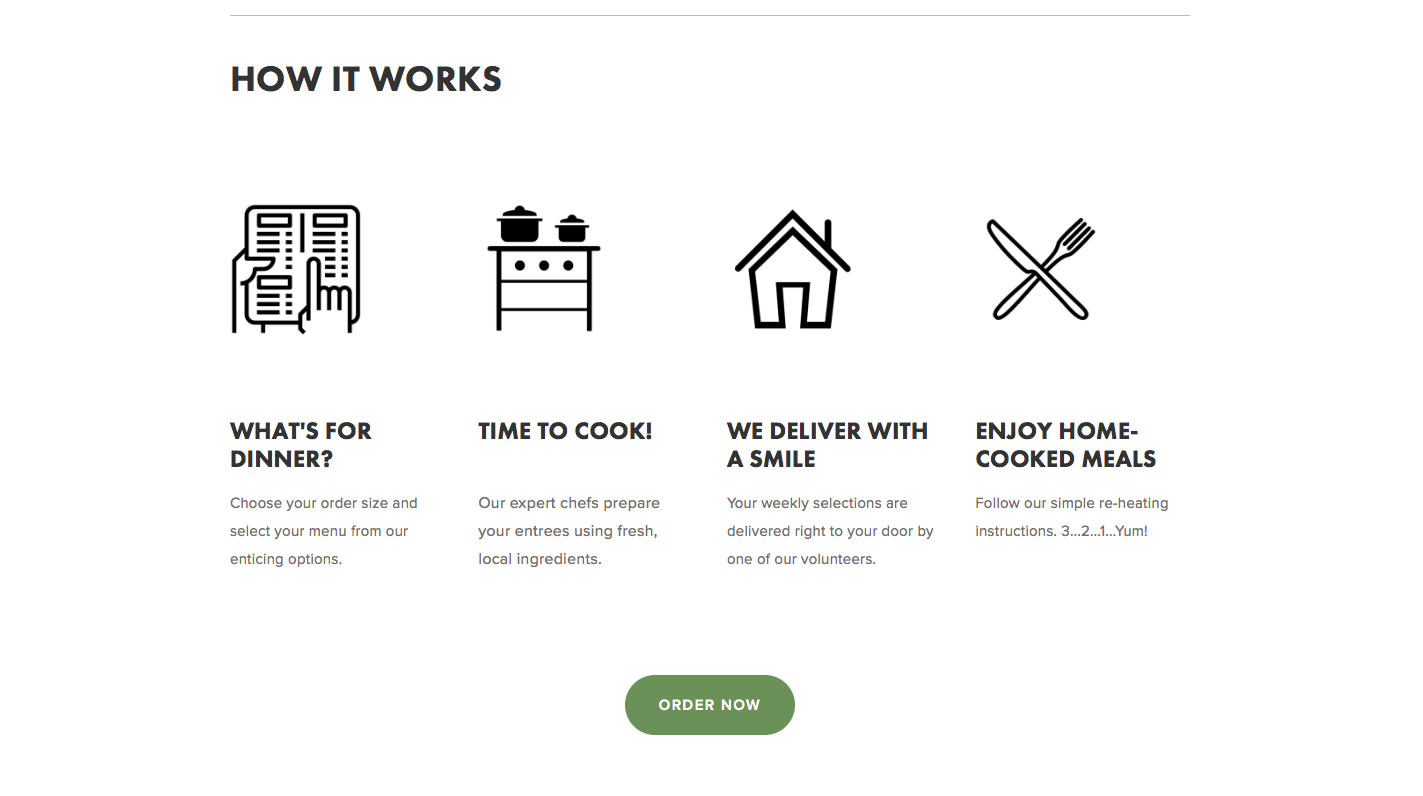 HOW IT WORKS
WHAT'S FOR
DINNER?
Choose your order size and
select your menu from our
enticing options.
TIME TO COOK!
Our expert chefs prepare
your entrees using fresh,
local ingredients.
WE DELIVER WITH
A SMILE
Your weekly selections are
delivered right to your door by
one of our volunteers.
ENJOY HOME-
COOKED MEALS
Follow our simple re-heating
instructions. 3...2...1...Yum!
ORDER NOW